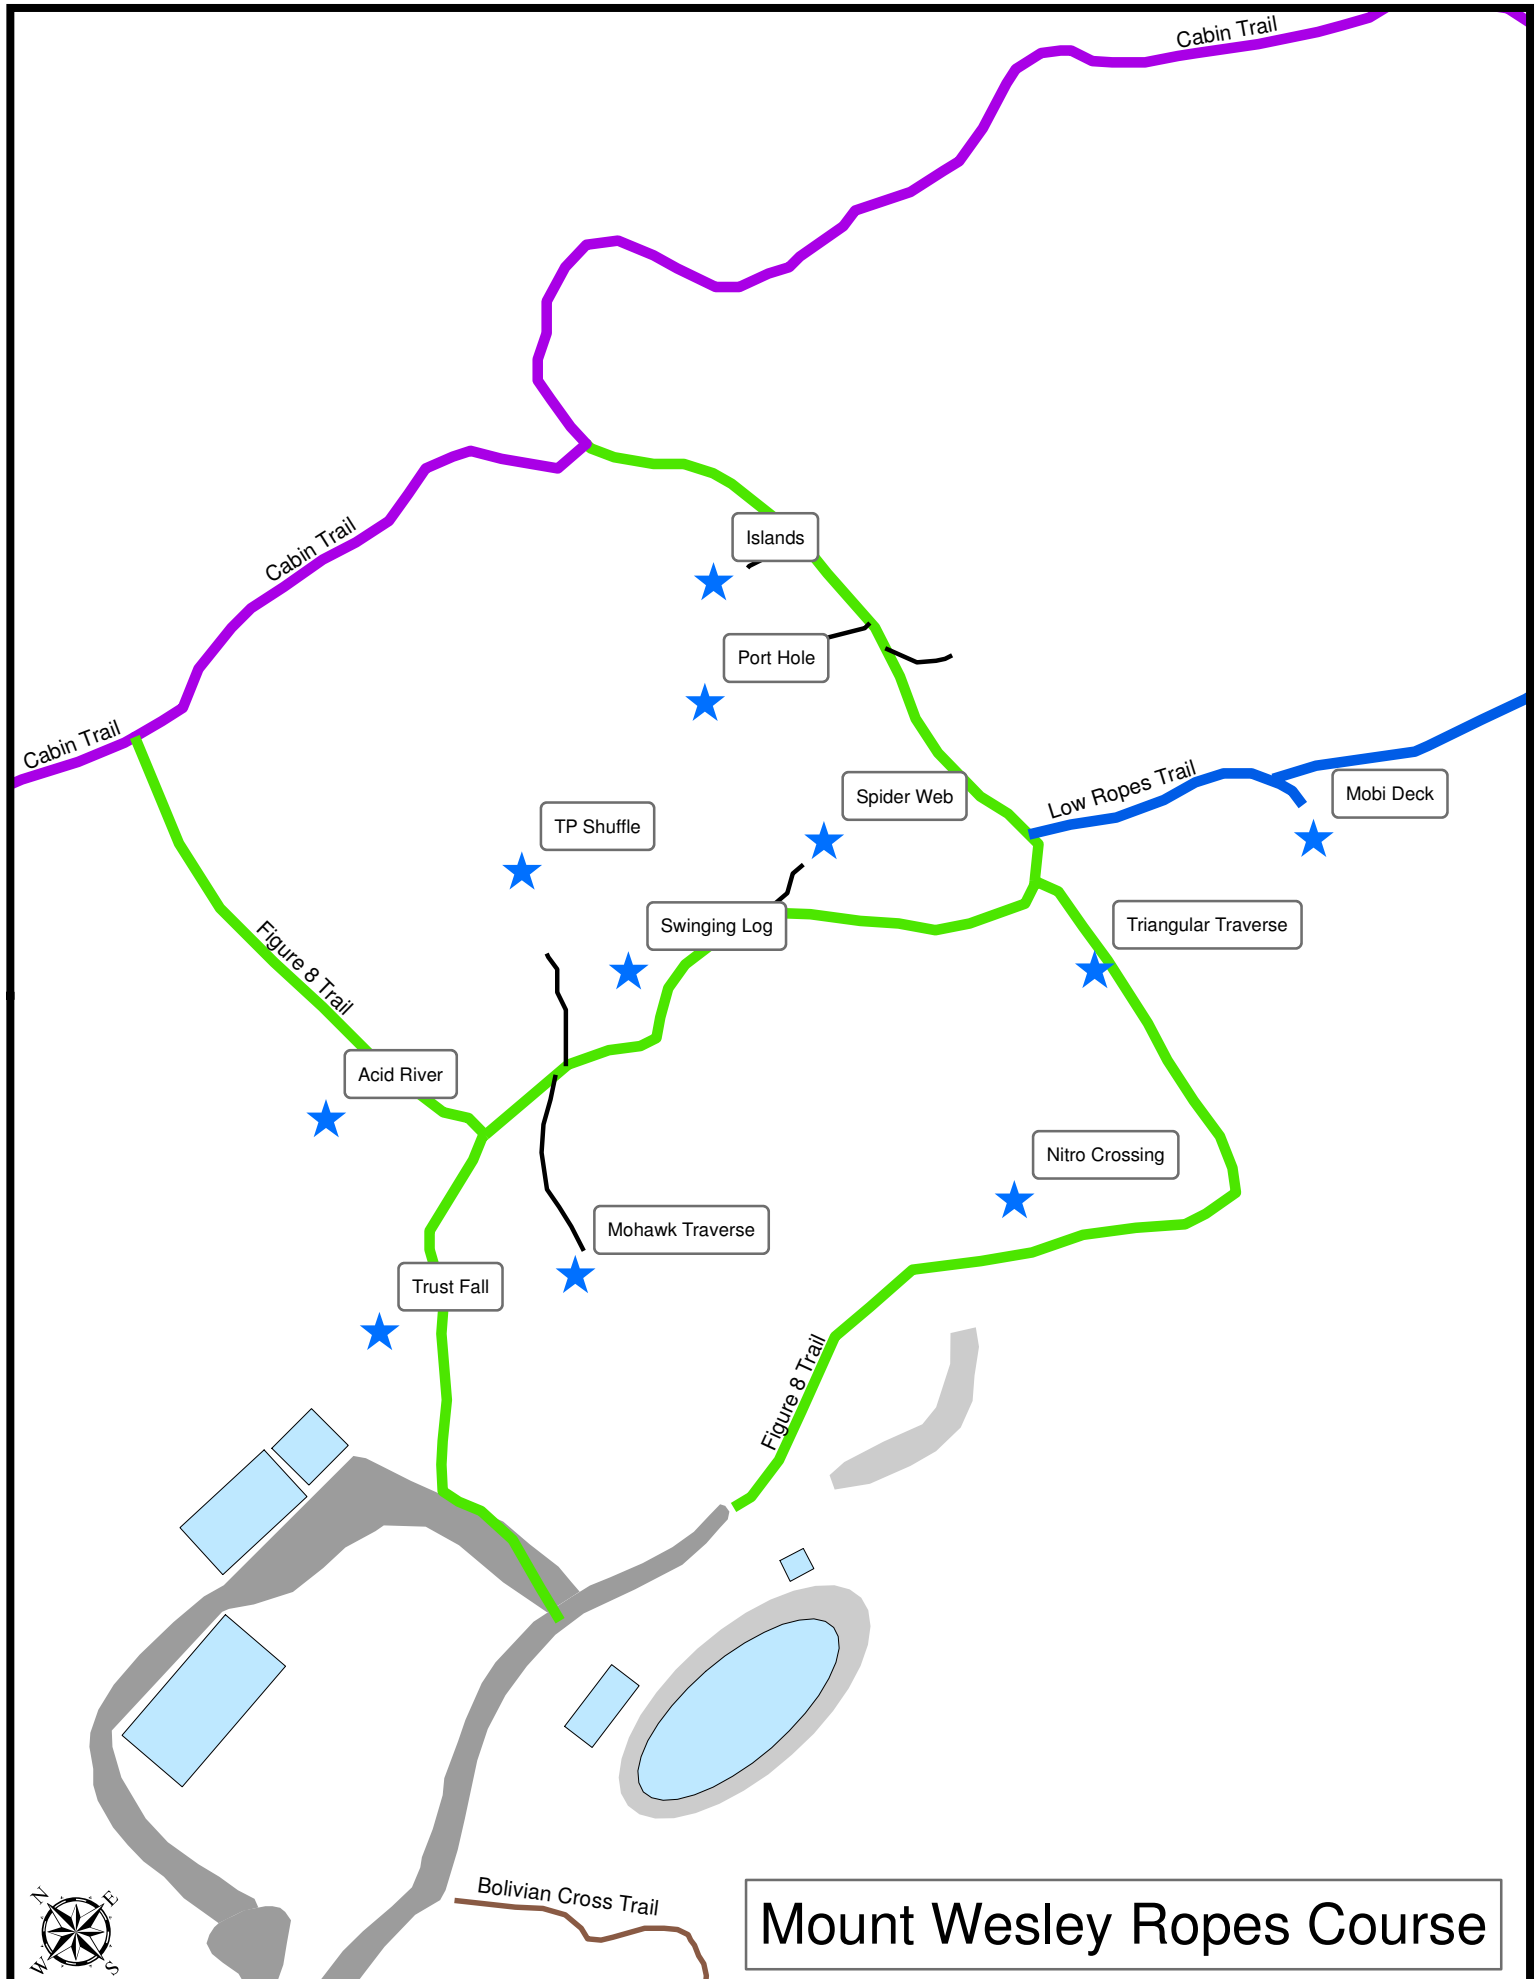 Cabin Trail
Cabin Trail
Islands
Port Hole
Cabin Trail
Low Ropes Trail
Mobi Deck
Spider Web
TP Shuffle
Swinging Log
Triangular Traverse
Figure 8 Trail
Acid River
Nitro Crossing
Mohawk Traverse
Trust Fall
Figure 8 Trail
Bolivian Cross Trail
N
E
W
S
Mount Wesley Ropes Course